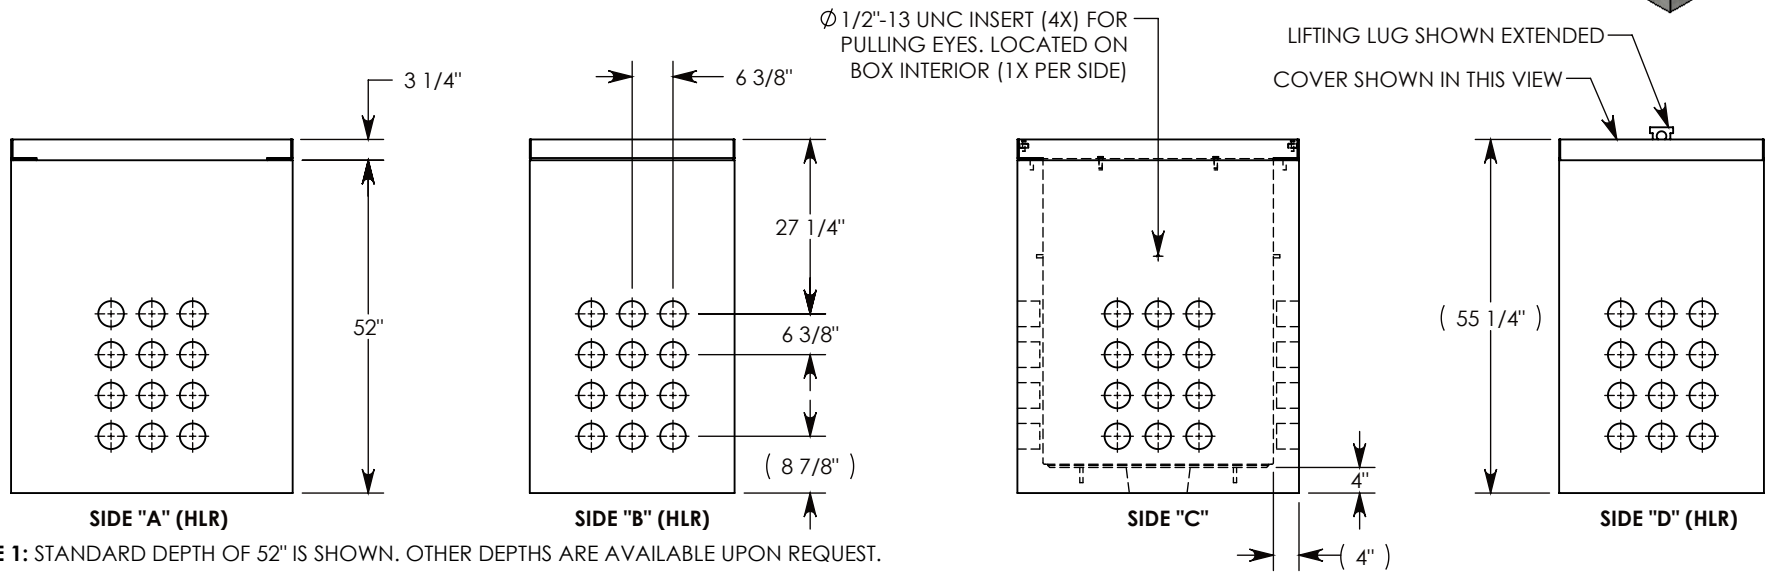 Ø 1/2"-13 UNC INSERT (4X) FOR
PULLING EYES. LOCATED ON
BOX INTERIOR (1X PER SIDE)
LIFTING LUG SHOWN EXTENDED
COVER SHOWN IN THIS VIEW
3 1/4"
6 3/8"
27 1/4"
52"
6 3/8"
( 55 1/4" )
( 8 7/8" )
4"
SIDE "A" (HLR)
SIDE "B" (HLR)
SIDE "C"
SIDE "D" (HLR)
E 1: STANDARD DEPTH OF 52" IS SHOWN. OTHER DEPTHS ARE AVAILABLE UPON REQUEST.
( 4" )